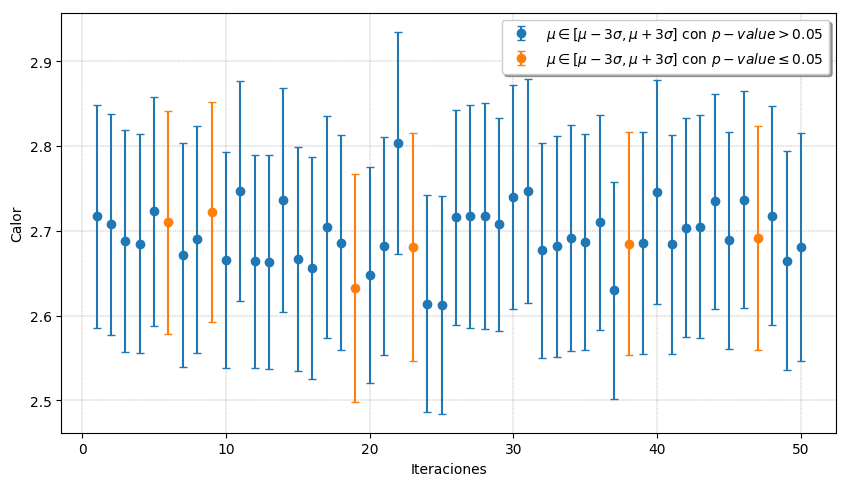 μ ∈ [μ − 3σ, μ + 3σ] con p − value > 0.05
μ ∈ [μ − 3σ, μ + 3σ] con p − value ≤ 0.05
2.9
2.8
2.7
2.6
2.5
Calor
0 10 20 30 40 50
Iteraciones